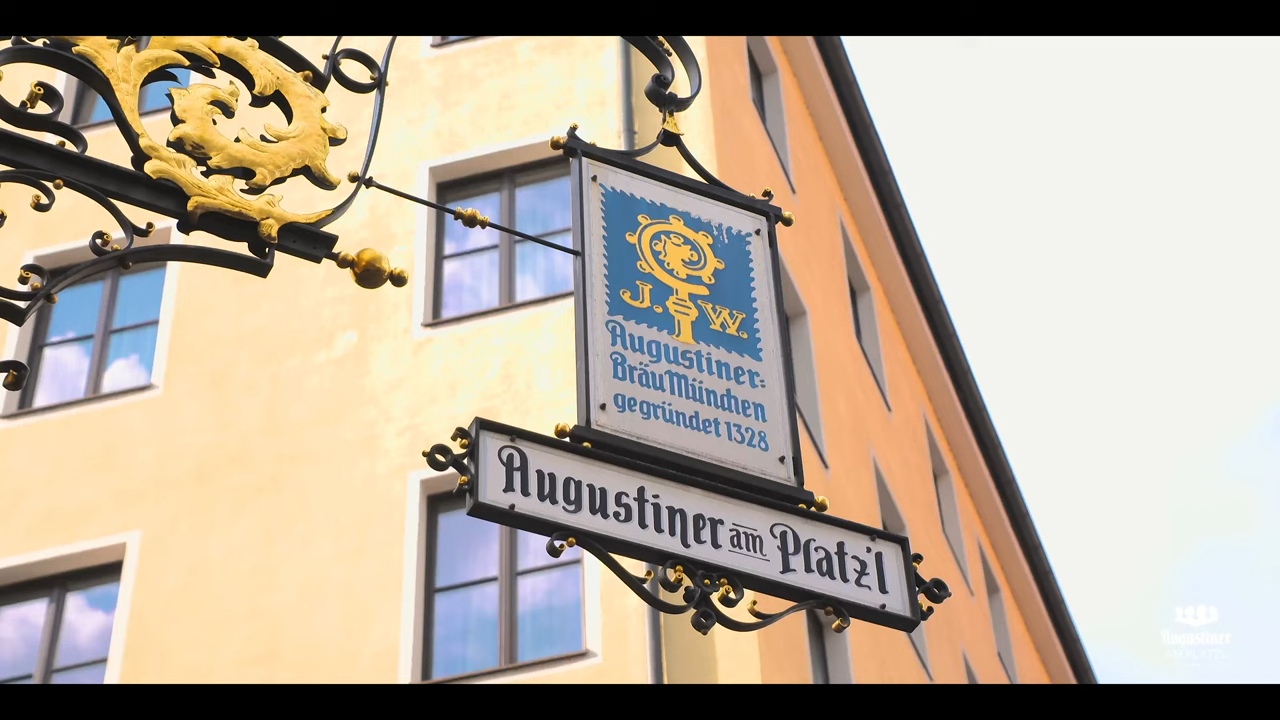 J. W.
Augustiner-
Bräu München
gegründet 1328
Augustiner am Platz'l
Augustiner